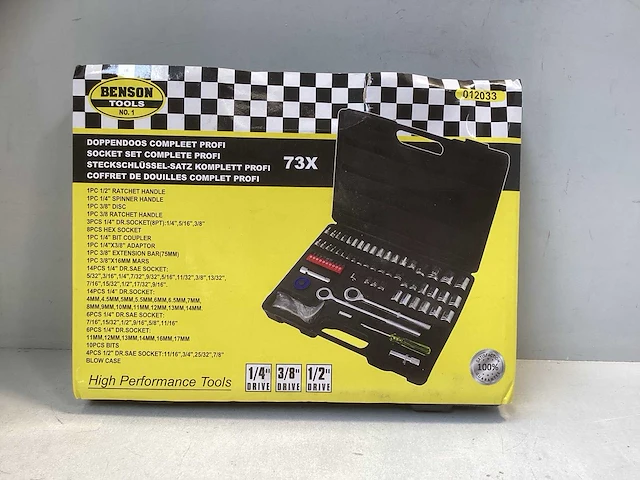 BENSON
TOOLS
NO. 1
012033
DOPPENDOOS COMPLEET PROFI
SOCKET SET COMPLETE PROFI
STECKSCHLÜSSEL-SATZ KOMPLETT PROFI
COFFRET DE DOUILLES COMPLET PROFI
73X
1PC 1/2" RATCHET HANDLE
1PC 1/4" SPINNER HANDLE
1PC 3/8" DISC
1PC 3/8 RATCHET HANDLE
3PCS 1/4" DR.SOCKET(8PT):1/4",5/16",3/8"
8PCS HEX SOCKET
1PC 1/4" BIT COUPLER
1PC 1/4"X3/8" ADAPTOR
1PC 3/8" EXTENSION BAR(75MM)
1PC 3/8"X16MM MARS
14PCS 1/4" DR.SAE SOCKET:
5/32",3/16",1/4",7/32",9/32",5/16",11/32",3/8",13/32",
7/16",15/32",1/2",17/32",9/16".
14PCS 1/4" DR.SOCKET:
4MM,4.5MM,5MM,5.5MM,6MM,6.5MM,7MM,
8MM,9MM,10MM,11MM,12MM,13MM,14MM
6PCS 1/4" DR.SAE SOCKET:
7/16",15/32",1/2",9/16",5/8",11/16"
6PCS 1/4" DR.SOCKET:
11MM,12MM,13MM,14MM,16MM,17MM
10PCS BITS
4PCS 1/2" DR.SAE SOCKET:11/16",3/4",25/32",7/8"
BLOW CASE
High Performance Tools
1/4" 3/8" 1/2"
DRIVE DRIVE DRIVE
100%